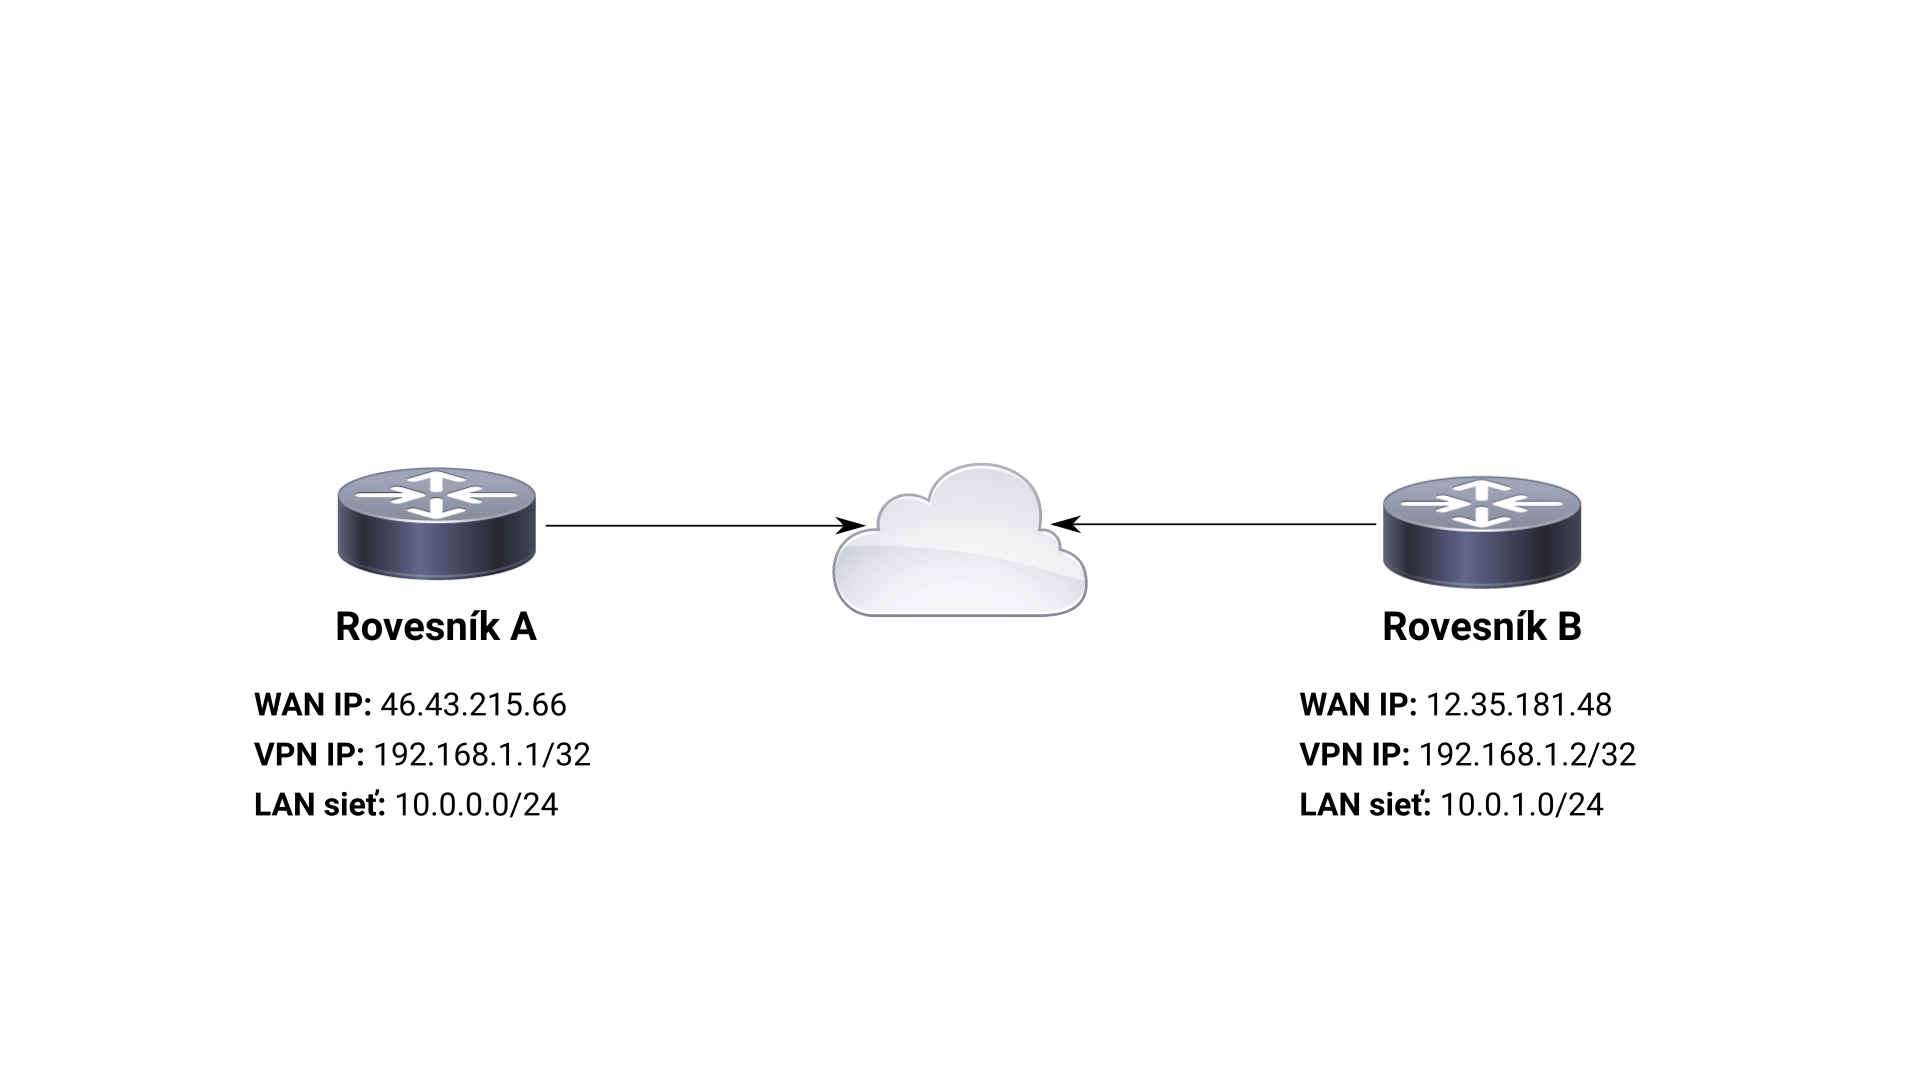 Rovesník A
WAN IP: 46.43.215.66
VPN IP: 192.168.1.1/32
LAN sieť: 10.0.0.0/24
Rovesník B
WAN IP: 12.35.181.48
VPN IP: 192.168.1.2/32
LAN sieť: 10.0.1.0/24